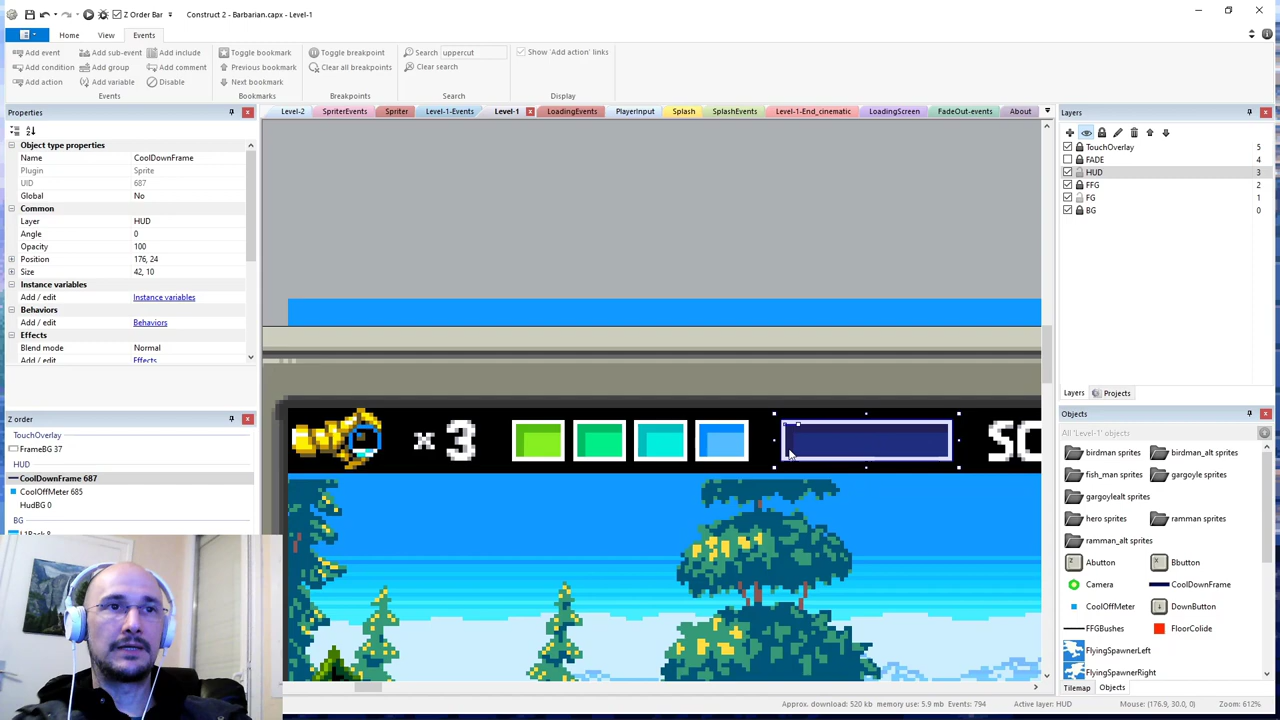 Z Order Bar
Construct 2 - Barbarian.capx - Level-1
Home View Events
Add event Add sub-event Add include
Add condition Add group Add comment
Add action Add variable Disable
Events
Toggle bookmark
Previous bookmark
Next bookmark
Bookmarks
Toggle breakpoint
Clear all breakpoints
Breakpoints
Search uppercut
Clear search
Search
Show 'Add action' links
Display
Properties
Level-2 SpriterEvents Spriter Level-1-Events Level-1 LoadingEvents PlayerInput Splash SplashEvents Level-1-End_cinematic LoadingScreen FadeOut-events About
Object type properties
Name CoolDownFrame
Plugin Sprite
UID 687
Global No
Common
Layer HUD
Angle 0
Opacity 100
Position 176, 24
Size 42, 10
Instance variables
Add / edit Instance variables
Behaviors
Add / edit Behaviors
Effects
Blend mode Normal
Add / edit Effects
Z order
TouchOverlay
FrameBG 37
HUD
CoolDownFrame 687
CoolOffMeter 685
HudBG 0
BG
L1Back 8
×3
SC
Layers
TouchOverlay 5
FADE 4
HUD 3
FFG 2
FG 1
BG 0
Layers Projects
Objects
All 'Level-1' objects
birdman sprites birdman_alt sprites
fish_man sprites gargoyle sprites
gargoylealt sprites
hero sprites ramman sprites
ramman_alt sprites
Abutton Bbutton
Camera CoolDownFrame
CoolOffMeter DownButton
FFGBushes FloorColide
FlyingSpawnerLeft
FlyingSpawnerRight
Tilemap Objects
Approx. download: 520 kb memory use: 5.9 mb Events: 794 Active layer: HUD Mouse: (176.9, 30.0, 0) Zoom: 612%